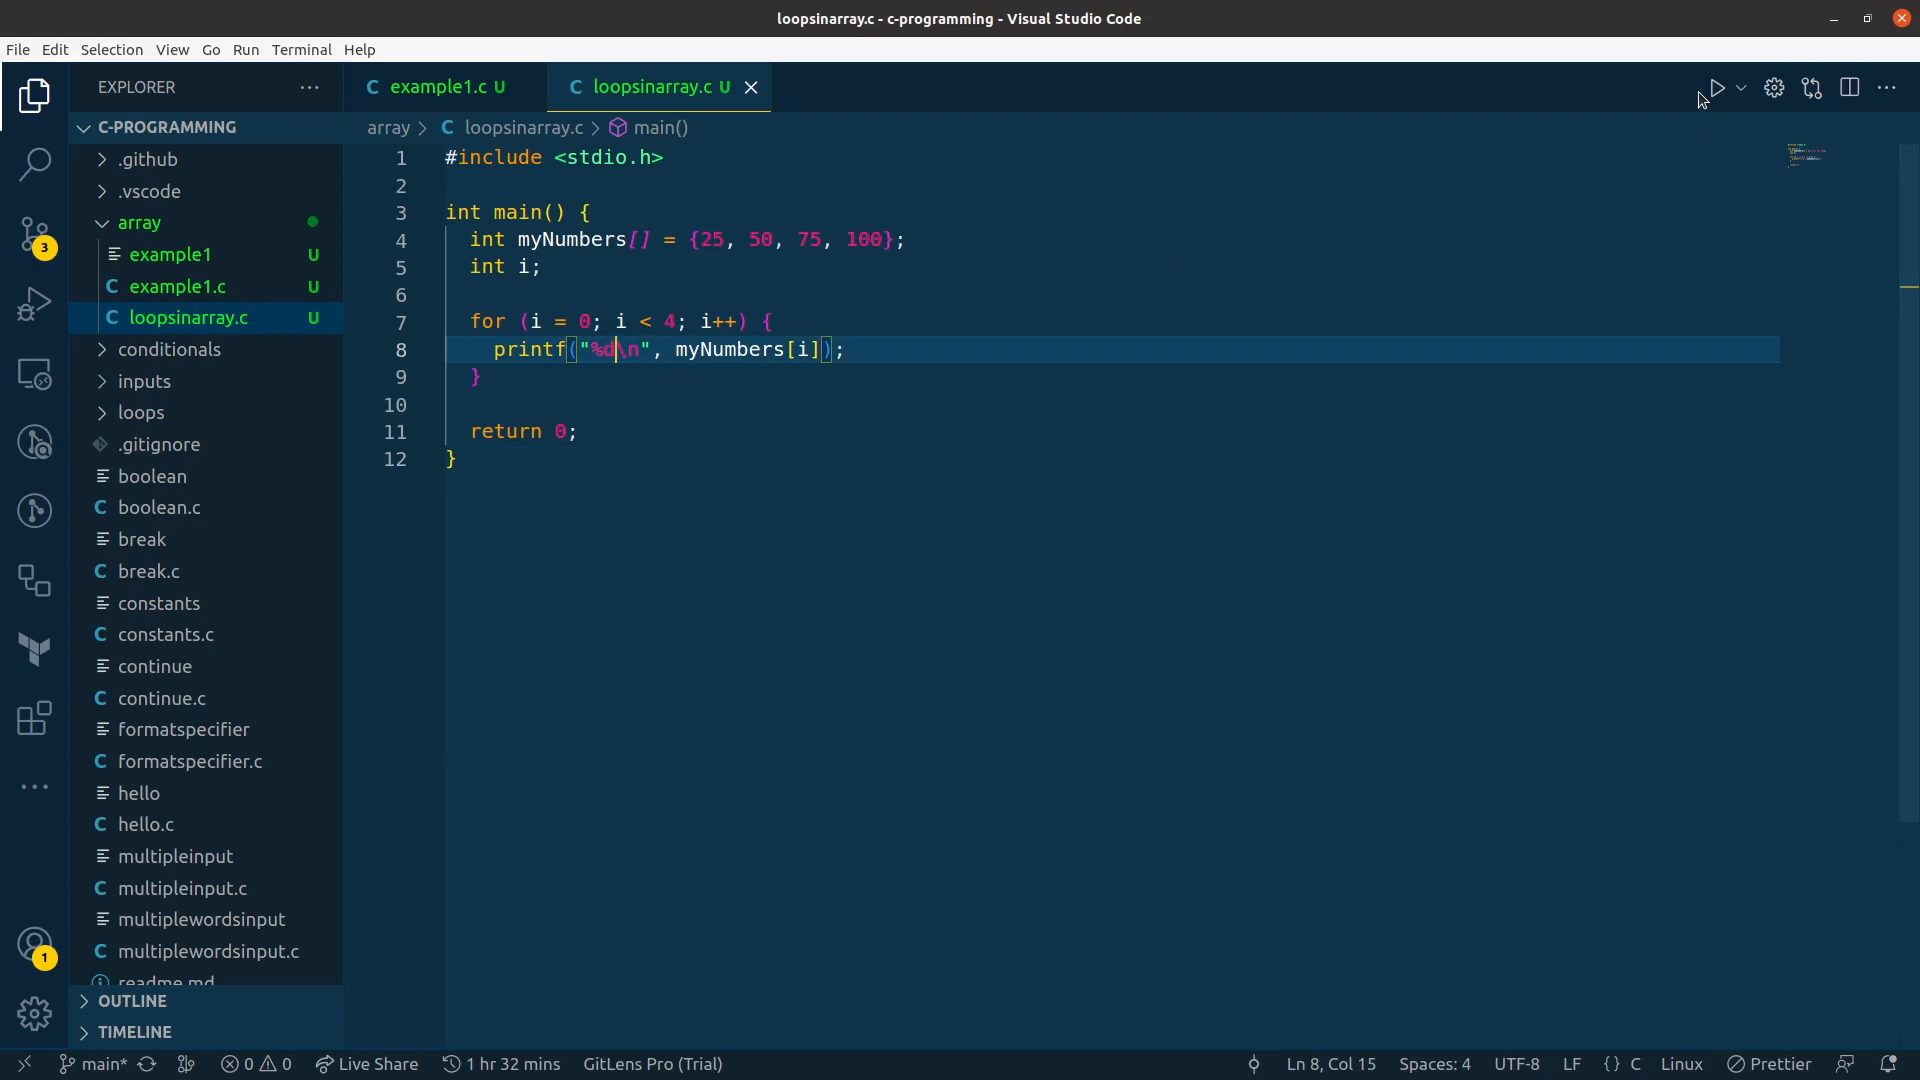 loopsinarray.c - c-programming - Visual Studio Code
File Edit Selection View Go Run Terminal Help
EXPLORER
C-PROGRAMMING
.github
.vscode
array
example1 U
example1.c U
loopsinarray.c U
conditionals
inputs
loops
.gitignore
boolean
boolean.c
break
break.c
constants
constants.c
continue
continue.c
formatspecifier
formatspecifier.c
hello
hello.c
multipleinput
multipleinput.c
multiplewordsinput
multiplewordsinput.c
readme.md
OUTLINE
TIMELINE
3
1
example1.c U
loopsinarray.c U
array > C loopsinarray.c > main()
1 #include <stdio.h>
2
3 int main() {
4 int myNumbers[] = {25, 50, 75, 100};
5 int i;
6
7 for (i = 0; i < 4; i++) {
8 printf("%d\n", myNumbers[i]);
9 }
10
11 return 0;
12 }
main* 0 0 Live Share 1 hr 32 mins GitLens Pro (Trial) Ln 8, Col 15 Spaces: 4 UTF-8 LF {} C Linux Prettier